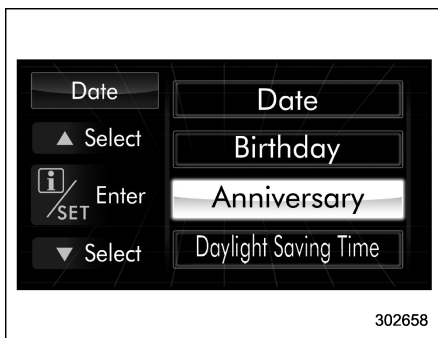 Date
▲ Select
i/SET Enter
▼ Select
Date
Birthday
Anniversary
Daylight Saving Time
302658